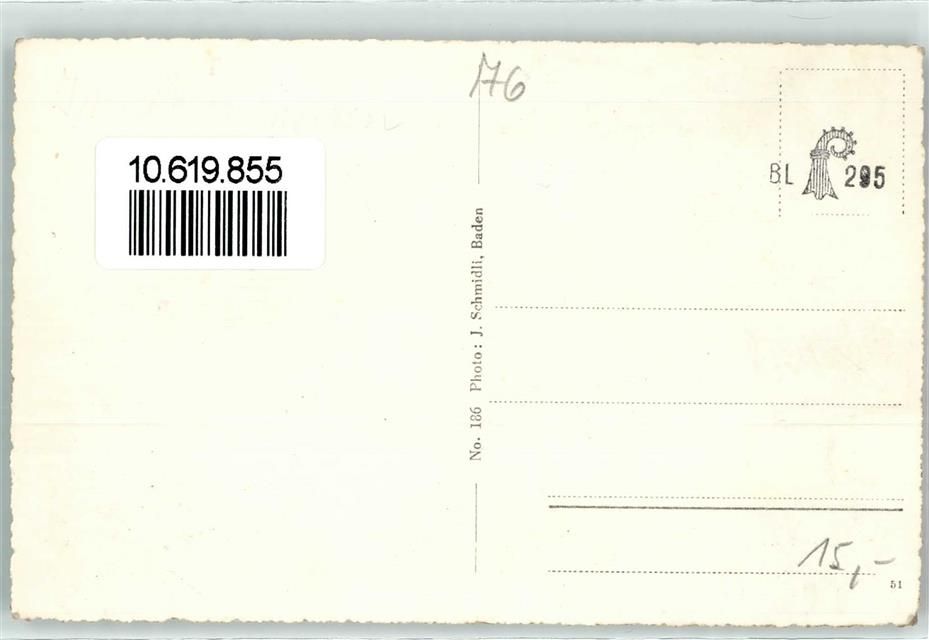 176
10.619.855
BL 295
No. 186 Photo: J. Schmidli, Baden
15,-
51